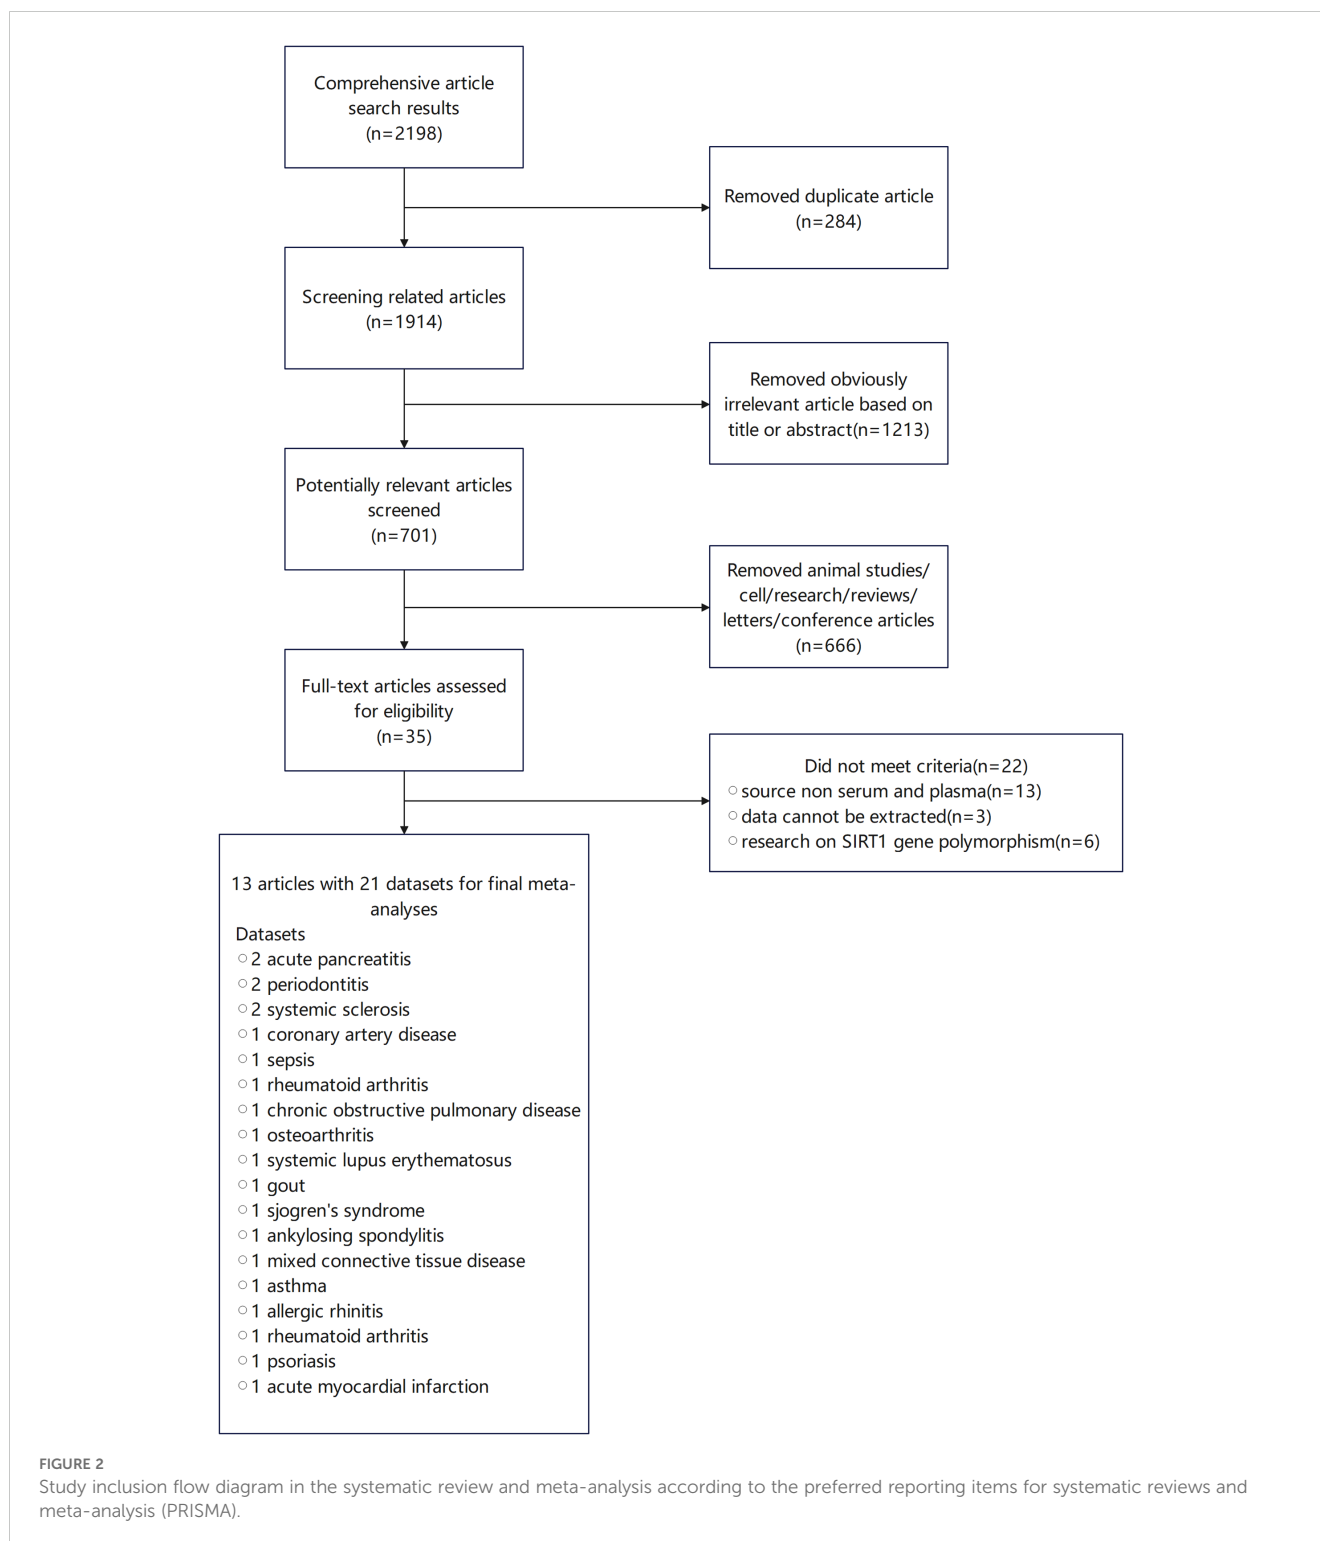 Comprehensive article
search results
(n=2198)
Removed duplicate article
(n=284)
Screening related articles
(n=1914)
Removed obviously
irrelevant article based on
title or abstract(n=1213)
Potentially relevant articles
screened
(n=701)
Removed animal studies/
cell/research/reviews/
letters/conference articles
(n=666)
Full-text articles assessed
for eligibility
(n=35)
Did not meet criteria(n=22)
○ source non serum and plasma(n=13)
○ data cannot be extracted(n=3)
○ research on SIRT1 gene polymorphism(n=6)
13 articles with 21 datasets for final meta-
analyses
Datasets
○ 2 acute pancreatitis
○ 2 periodontitis
○ 2 systemic sclerosis
○ 1 coronary artery disease
○ 1 sepsis
○ 1 rheumatoid arthritis
○ 1 chronic obstructive pulmonary disease
○ 1 osteoarthritis
○ 1 systemic lupus erythematosus
○ 1 gout
○ 1 sjogren's syndrome
○ 1 ankylosing spondylitis
○ 1 mixed connective tissue disease
○ 1 asthma
○ 1 allergic rhinitis
○ 1 rheumatoid arthritis
○ 1 psoriasis
○ 1 acute myocardial infarction
FIGURE 2
Study inclusion flow diagram in the systematic review and meta-analysis according to the preferred reporting items for systematic reviews and
meta-analysis (PRISMA).